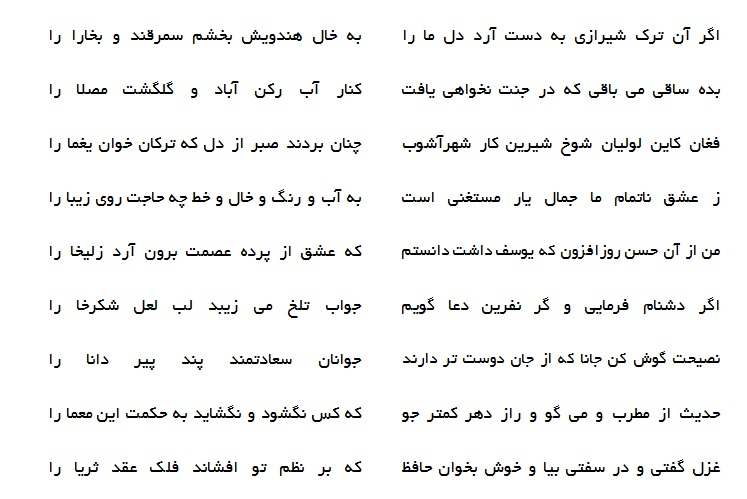 اگر آن ترک شیرازی به دست آرد دل ما را به خال هندویش بخشم سمرقند و بخارا را
بده ساقی می باقی که در جنت نخواهی یافت کنار آب رکن آباد و گلگشت مصلا را
فغان کاین لولیان شوخ شیرین کار شهرآشوب چنان بردند صبر از دل که ترکان خوان یغما را
ز عشق ناتمام ما جمال یار مستغنی است به آب و رنگ و خال و خط چه حاجت روی زیبا را
من از آن حسن روزافزون که یوسف داشت دانستم که عشق از پرده عصمت برون آرد زلیخا را
اگر دشنام فرمایی و گر نفرین دعا گویم جواب تلخ می زیبد لب لعل شکرخا را
نصیحت گوش کن جانا که از جان دوست تر دارند جوانان سعادتمند پند پیر دانا را
حدیث از مطرب و می گو و راز دهر کمتر جو که کس نگشود و نگشاید به حکمت این معما را
غزل گفتی و در سفتی بیا و خوش بخوان حافظ که بر نظم تو افشاند فلک عقد ثریا را